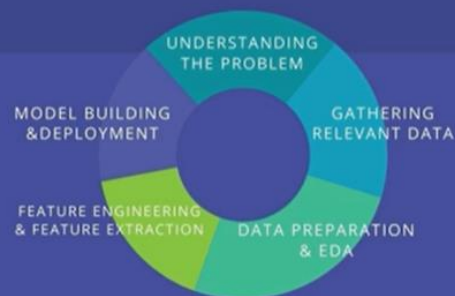 UNDERSTANDING
THE PROBLEM
GATHERING
RELEVANT DATA
DATA PREPARATION
& EDA
FEATURE ENGINEERING
& FEATURE EXTRACTION
MODEL BUILDING
&DEPLOYMENT